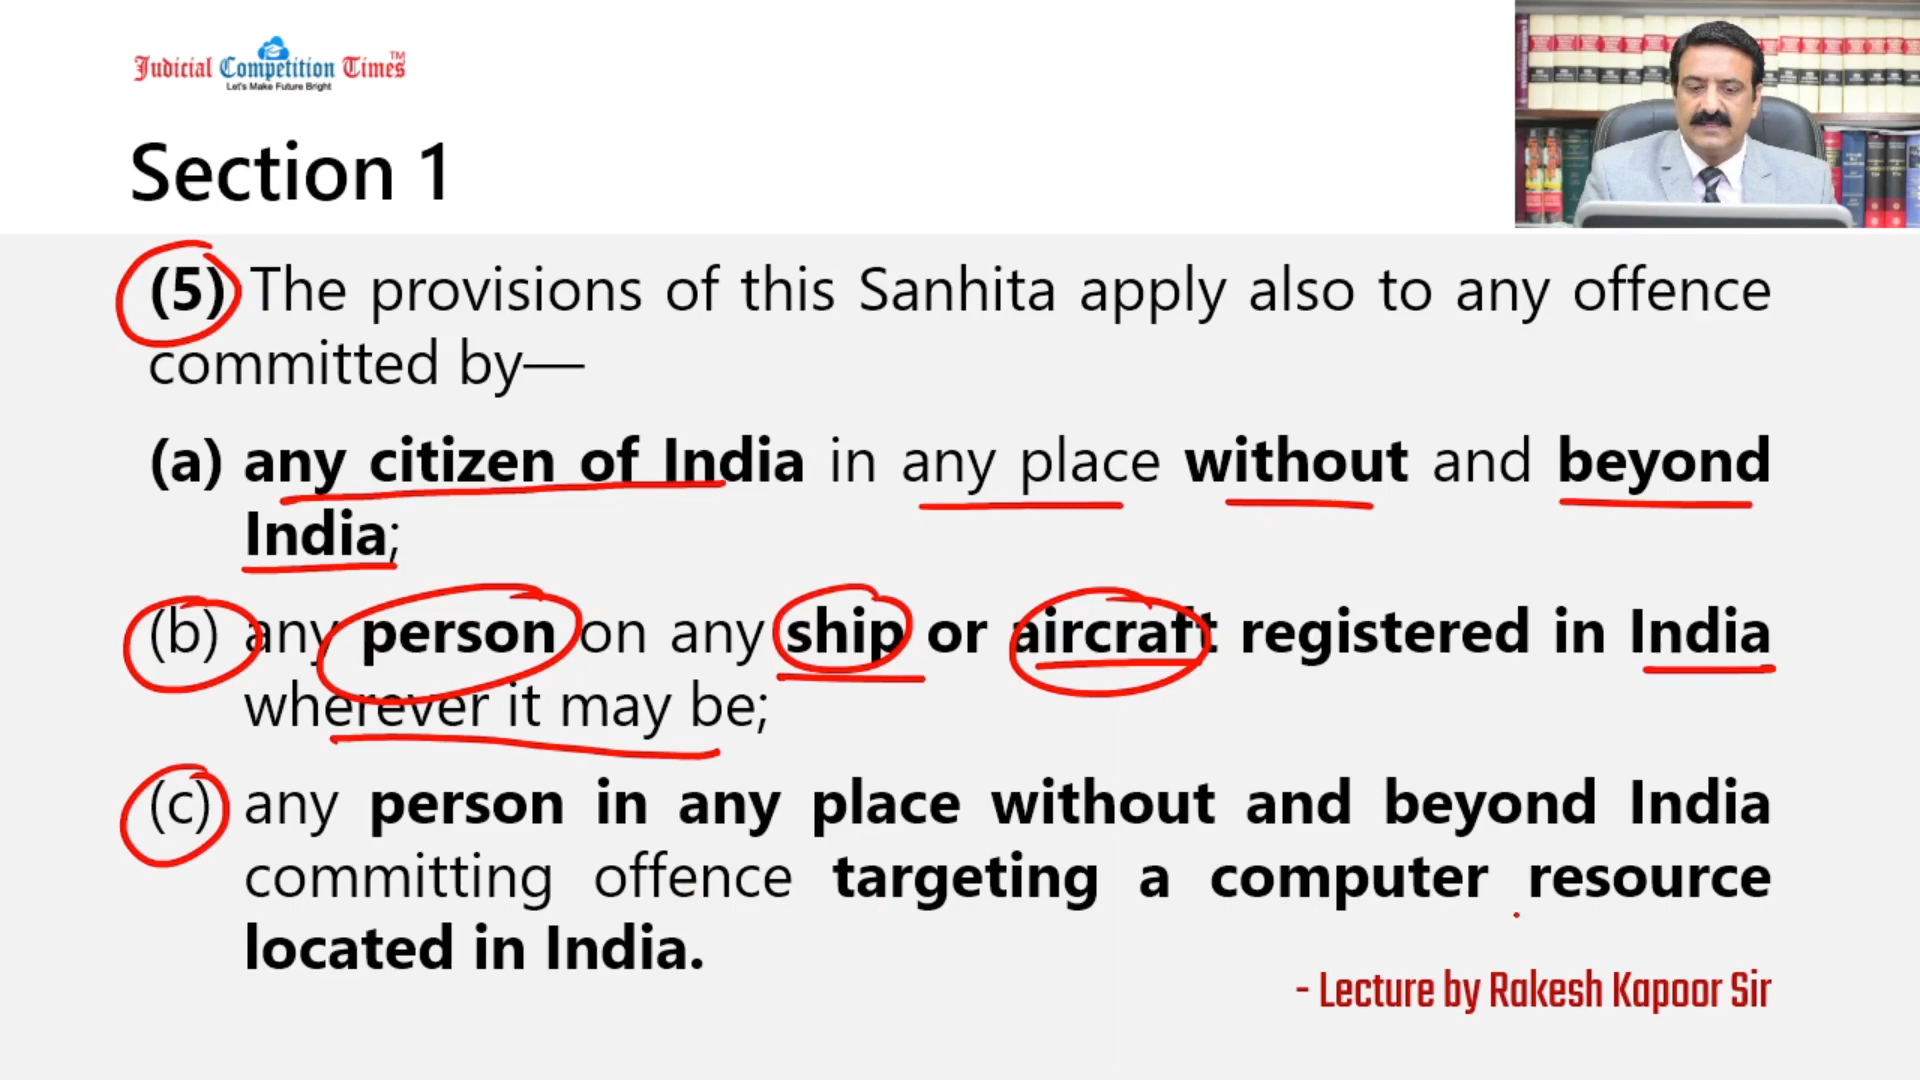 Judicial Competition Times TM
Let's Make Future Bright
Section 1
(5) The provisions of this Sanhita apply also to any offence
committed by—
(a) any citizen of India in any place without and beyond
India;
(b) any person on any ship or aircraft registered in India
wherever it may be;
(c) any person in any place without and beyond India
committing offence targeting a computer resource
located in India.
- Lecture by Rakesh Kapoor Sir